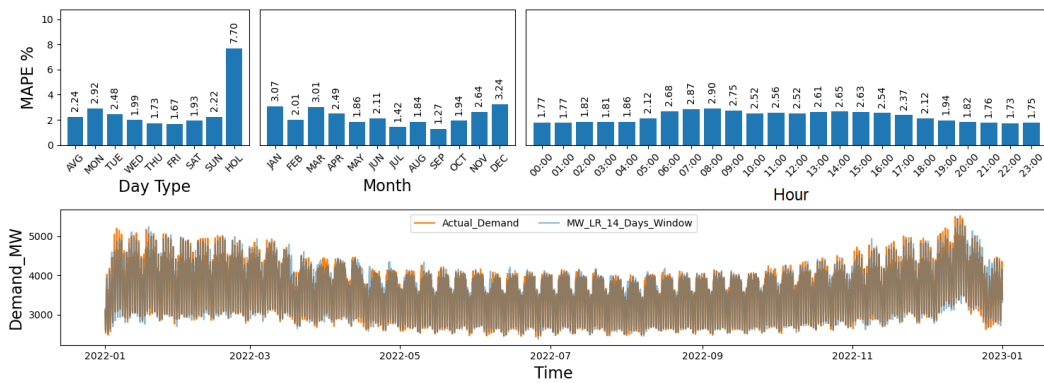 MAPE %
10
8
6
4
2
0
2.24 2.92 2.48 1.99 1.73 1.67 1.93 2.22 7.70
AVG MON TUE WED THU FRI SAT SUN HOL
Day Type
3.07 2.01 3.01 2.49 1.86 2.11 1.42 1.84 1.27 1.94 2.64 3.24
JAN FEB MAR APR MAY JUN JUL AUG SEP OCT NOV DEC
Month
1.77 1.77 1.82 1.81 1.86 2.12 2.68 2.87 2.90 2.75 2.52 2.56 2.52 2.61 2.65 2.63 2.54 2.37 2.12 1.94 1.82 1.76 1.73 1.75
00:00 01:00 02:00 03:00 04:00 05:00 06:00 07:00 08:00 09:00 10:00 11:00 12:00 13:00 14:00 15:00 16:00 17:00 18:00 19:00 20:00 21:00 22:00 23:00
Hour
Actual_Demand MW_LR_14_Days_Window
Demand_MW
5000
4000
3000
2022-01 2022-03 2022-05 2022-07 2022-09 2022-11 2023-01
Time